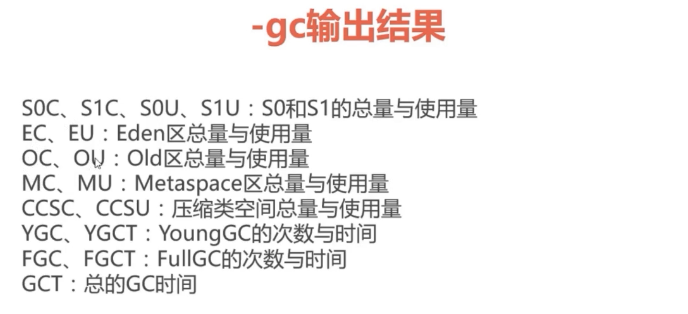 -gc输出结果
S0C、S1C、S0U、S1U：S0和S1的总量与使用量
EC、EU：Eden区总量与使用量
OC、OU：Old区总量与使用量
MC、MU：Metaspace区总量与使用量
CCSC、CCSU：压缩类空间总量与使用量
YGC、YGCT：YoungGC的次数与时间
FGC、FGCT：FullGC的次数与时间
GCT：总的GC时间